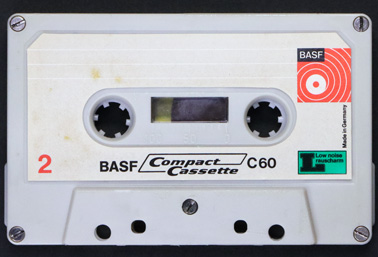 BASF
Made in Germany
2
BASF Compact Cassette C60
L Low noise
rauscharm